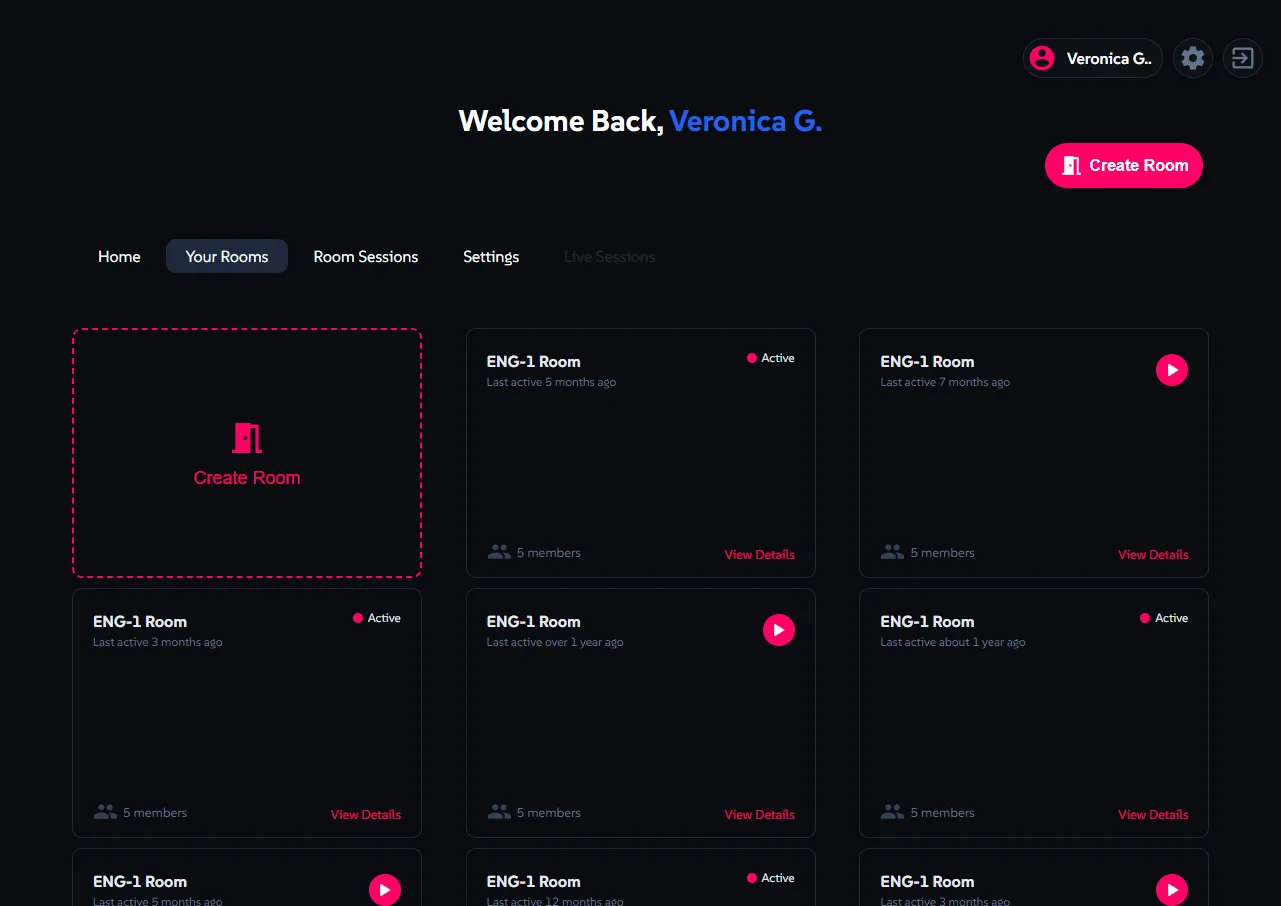 Veronica G..
Welcome Back, Veronica G.
Create Room
Home
Your Rooms
Room Sessions
Settings
Live Sessions
Create Room
ENG-1 Room
Active
Last active 5 months ago
5 members
View Details
ENG-1 Room
Last active 7 months ago
5 members
View Details
ENG-1 Room
Active
Last active 3 months ago
5 members
View Details
ENG-1 Room
Last active over 1 year ago
5 members
View Details
ENG-1 Room
Active
Last active about 1 year ago
5 members
View Details
ENG-1 Room
Last active 5 months ago
ENG-1 Room
Active
Last active 12 months ago
ENG-1 Room
Last active 3 months ago